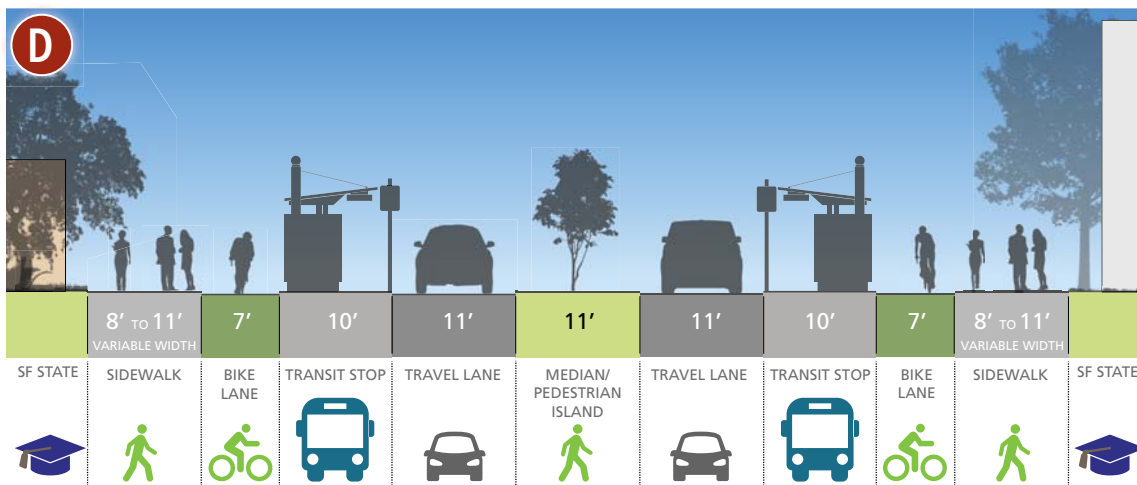 D
8’ TO 11’
VARIABLE WIDTH
7’
10’
11’
11’
11’
10’
7’
8’ TO 11’
VARIABLE WIDTH
SF STATE
SIDEWALK
BIKE
LANE
TRANSIT STOP
TRAVEL LANE
MEDIAN/
PEDESTRIAN
ISLAND
TRAVEL LANE
TRANSIT STOP
BIKE
LANE
SIDEWALK
SF STATE